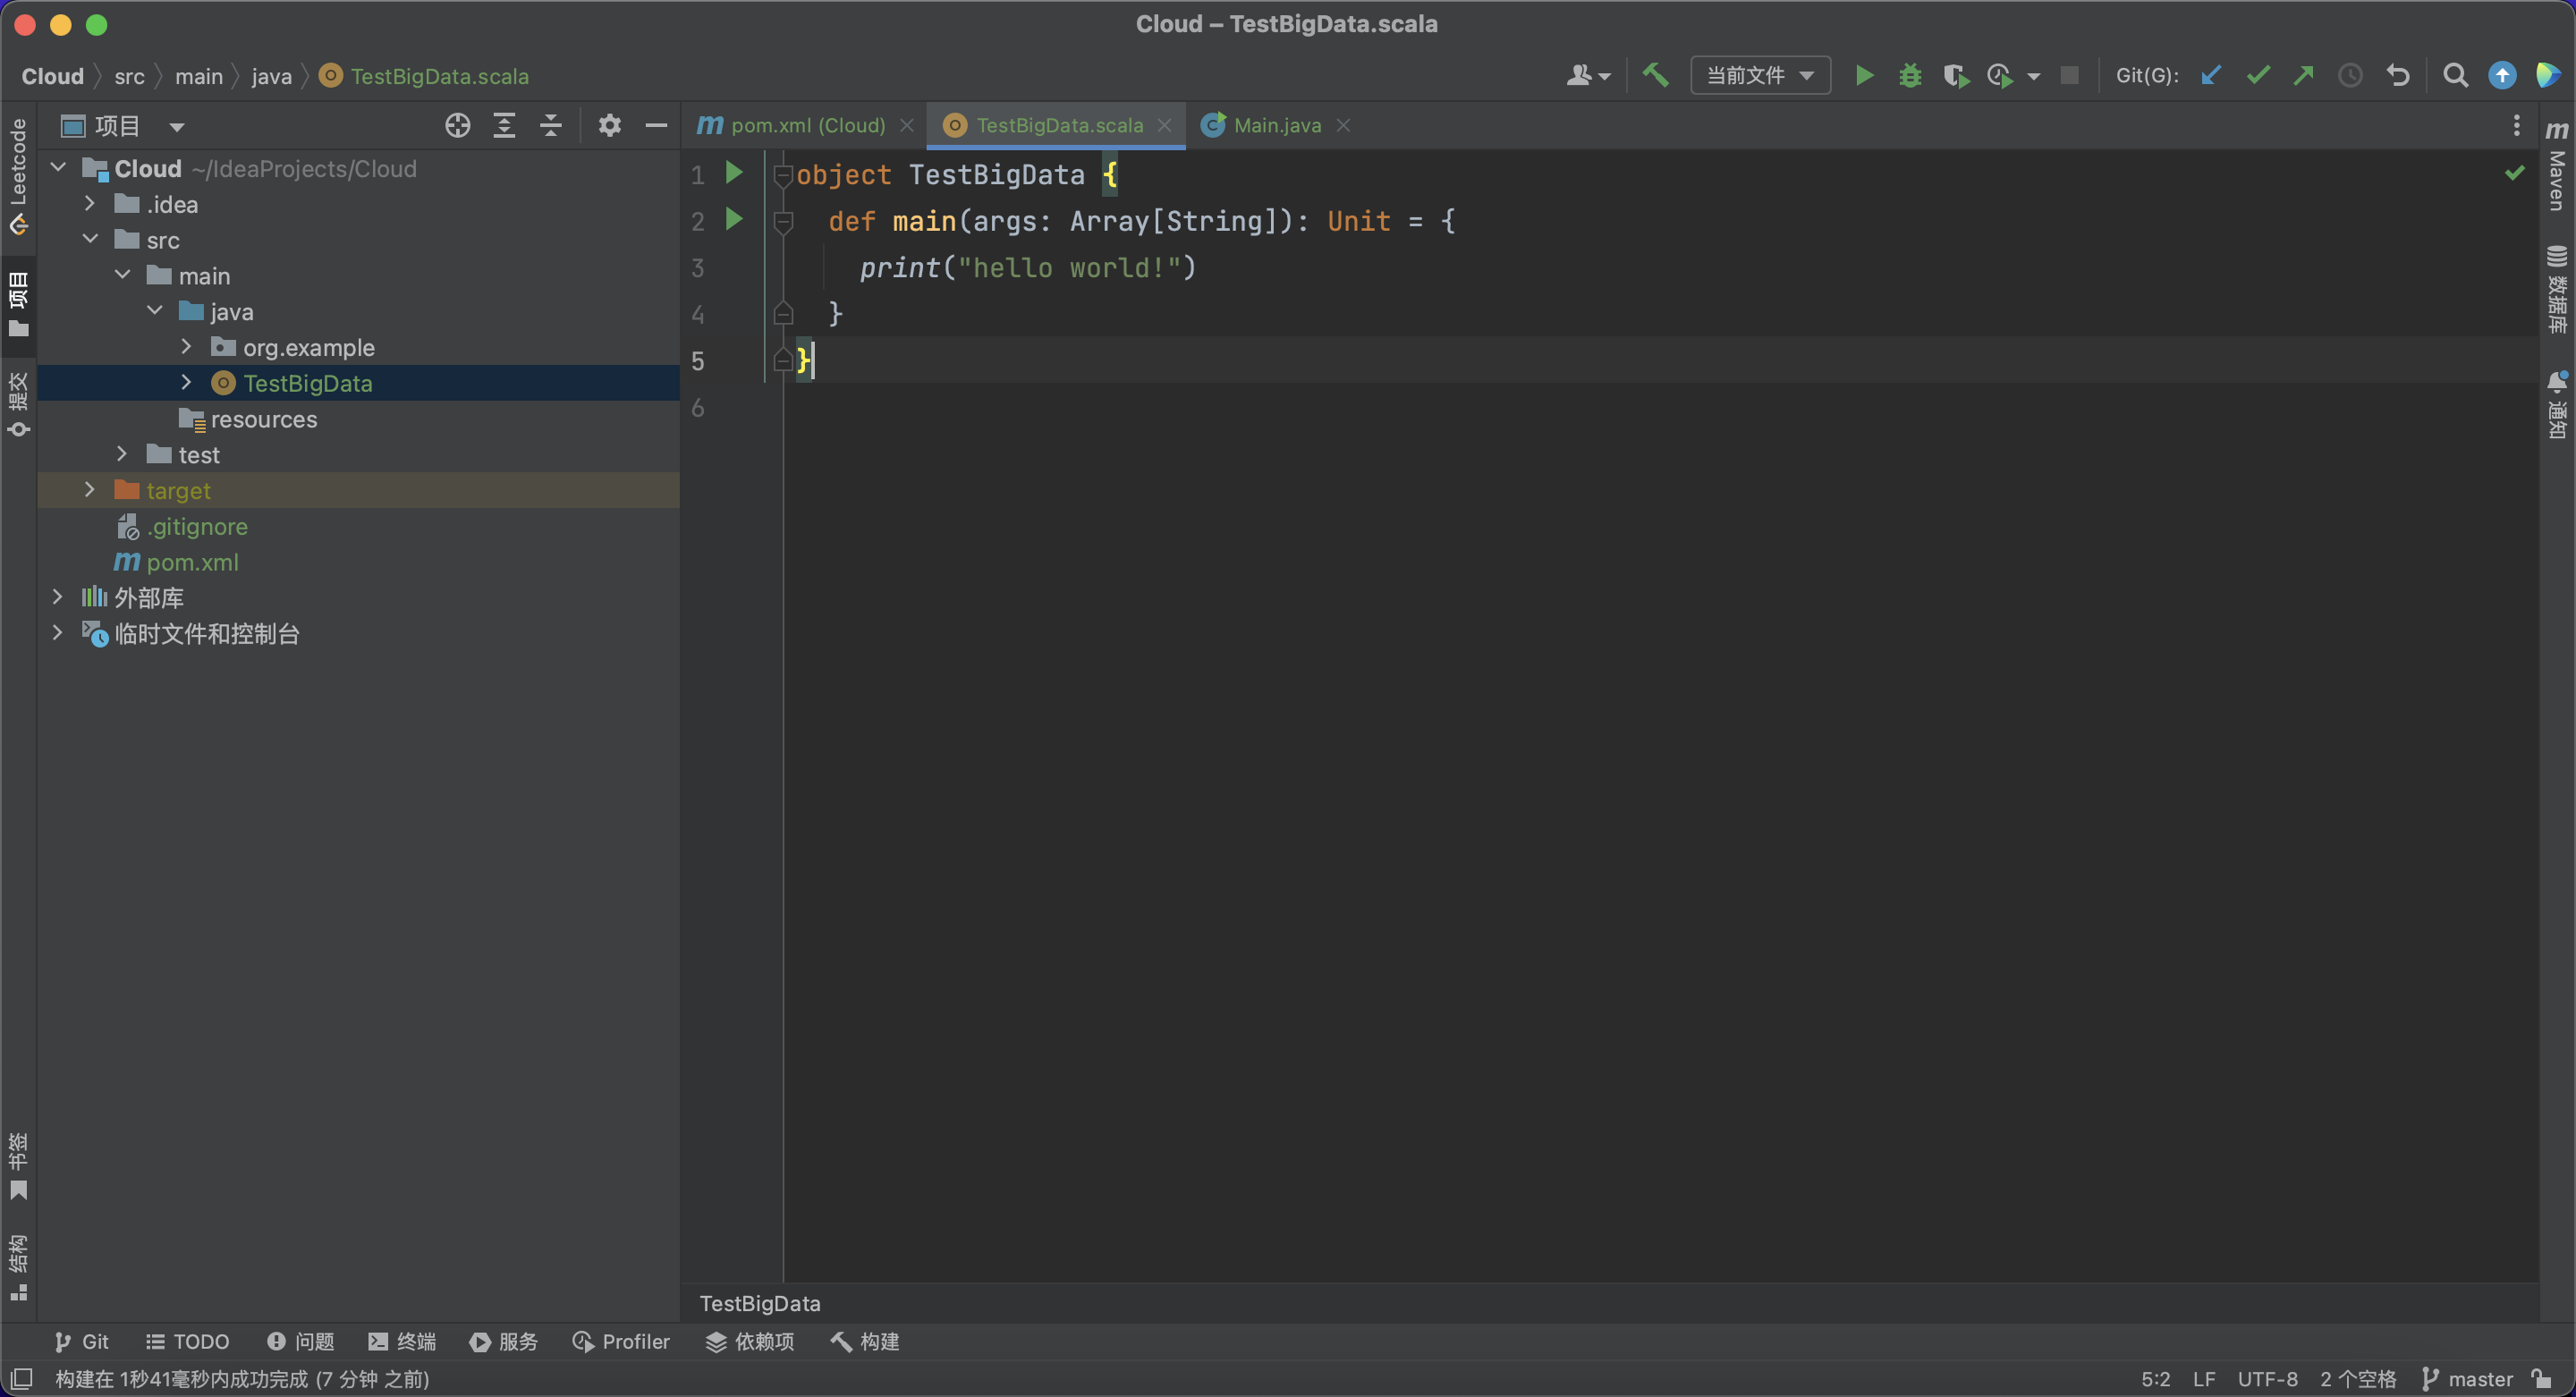 Cloud – TestBigData.scala
Cloud src main java TestBigData.scala
当前文件
Git(G):
项目
pom.xml (Cloud)
TestBigData.scala
Main.java
Leetcode
项目
提交
书签
结构
Cloud ~/IdeaProjects/Cloud
.idea
src
main
java
org.example
TestBigData
resources
test
target
.gitignore
pom.xml
外部库
临时文件和控制台
1 object TestBigData {
2 def main(args: Array[String]): Unit = {
3 print("hello world!")
4 }
5 }
6
Maven
数据库
通知
TestBigData
Git TODO 问题 终端 服务 Profiler 依赖项 构建
构建在 1秒41毫秒内成功完成 (7 分钟 之前)
5:2 LF UTF-8 2 个空格 master